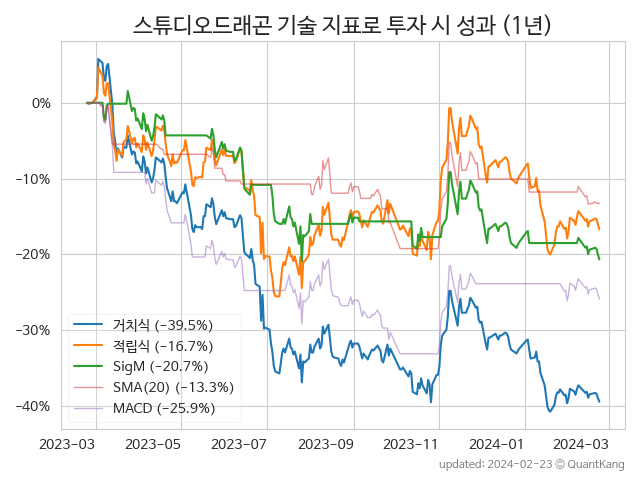 스튜디오드래곤 기술 지표로 투자 시 성과 (1년)
0%
−10%
−20%
−30%
−40%
거치식 (−39.5%)
적립식 (−16.7%)
SigM (−20.7%)
SMA(20) (−13.3%)
MACD (−25.9%)
2023−03 2023−05 2023−07 2023−09 2023−11 2024−01 2024−03
updated: 2024−02−23 ⓒ QuantKang